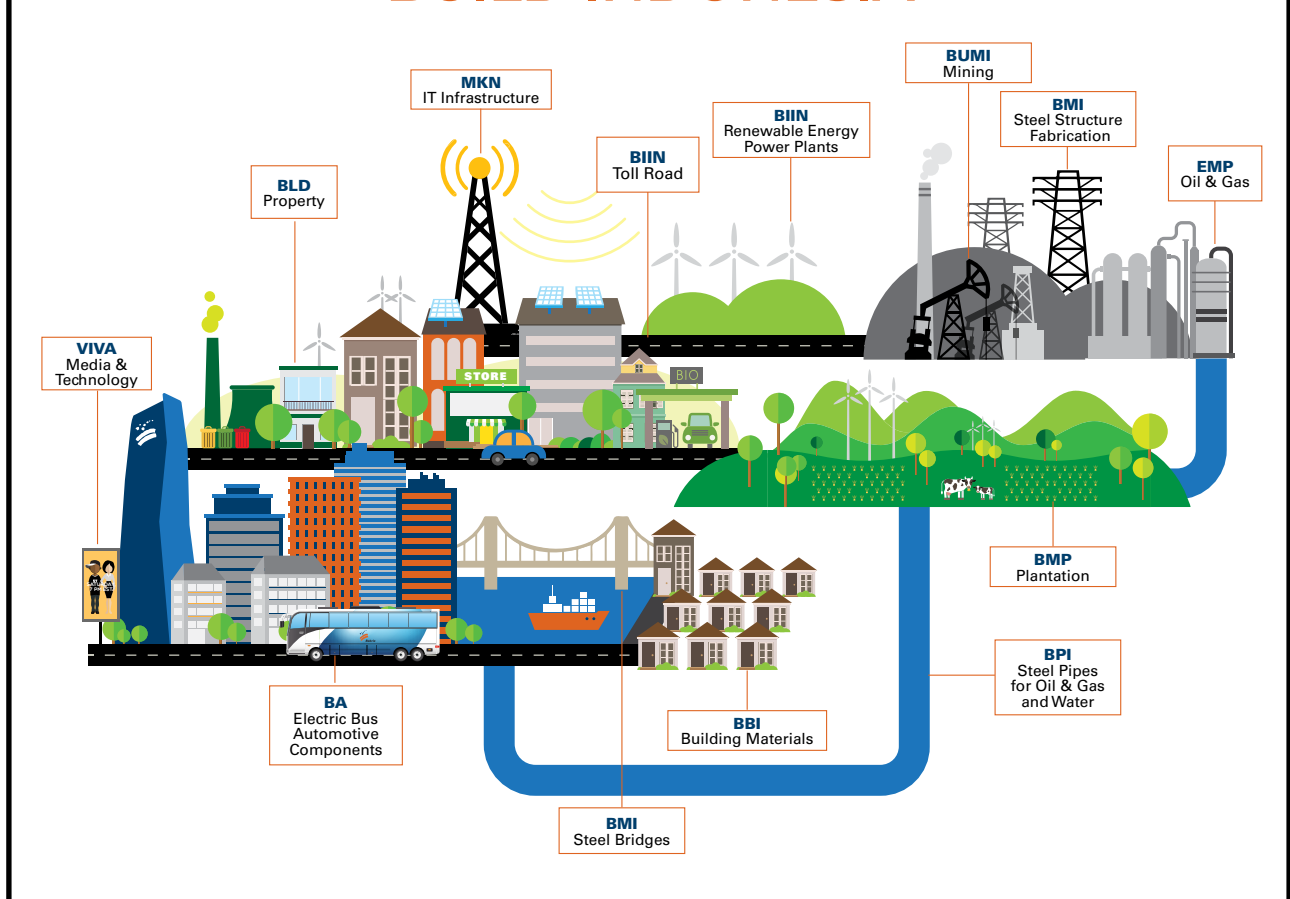 BUILD INDONESIA
BUMI
Mining
MKN
IT Infrastructure
BMI
Steel Structure
Fabrication
BIIN
Renewable Energy
Power Plants
BIIN
Toll Road
EMP
Oil & Gas
BLD
Property
VIVA
Media &
Technology
STORE
BIO
BMP
Plantation
BPI
Steel Pipes
for Oil & Gas
and Water
BA
Electric Bus
Automotive
Components
BBI
Building Materials
BMI
Steel Bridges